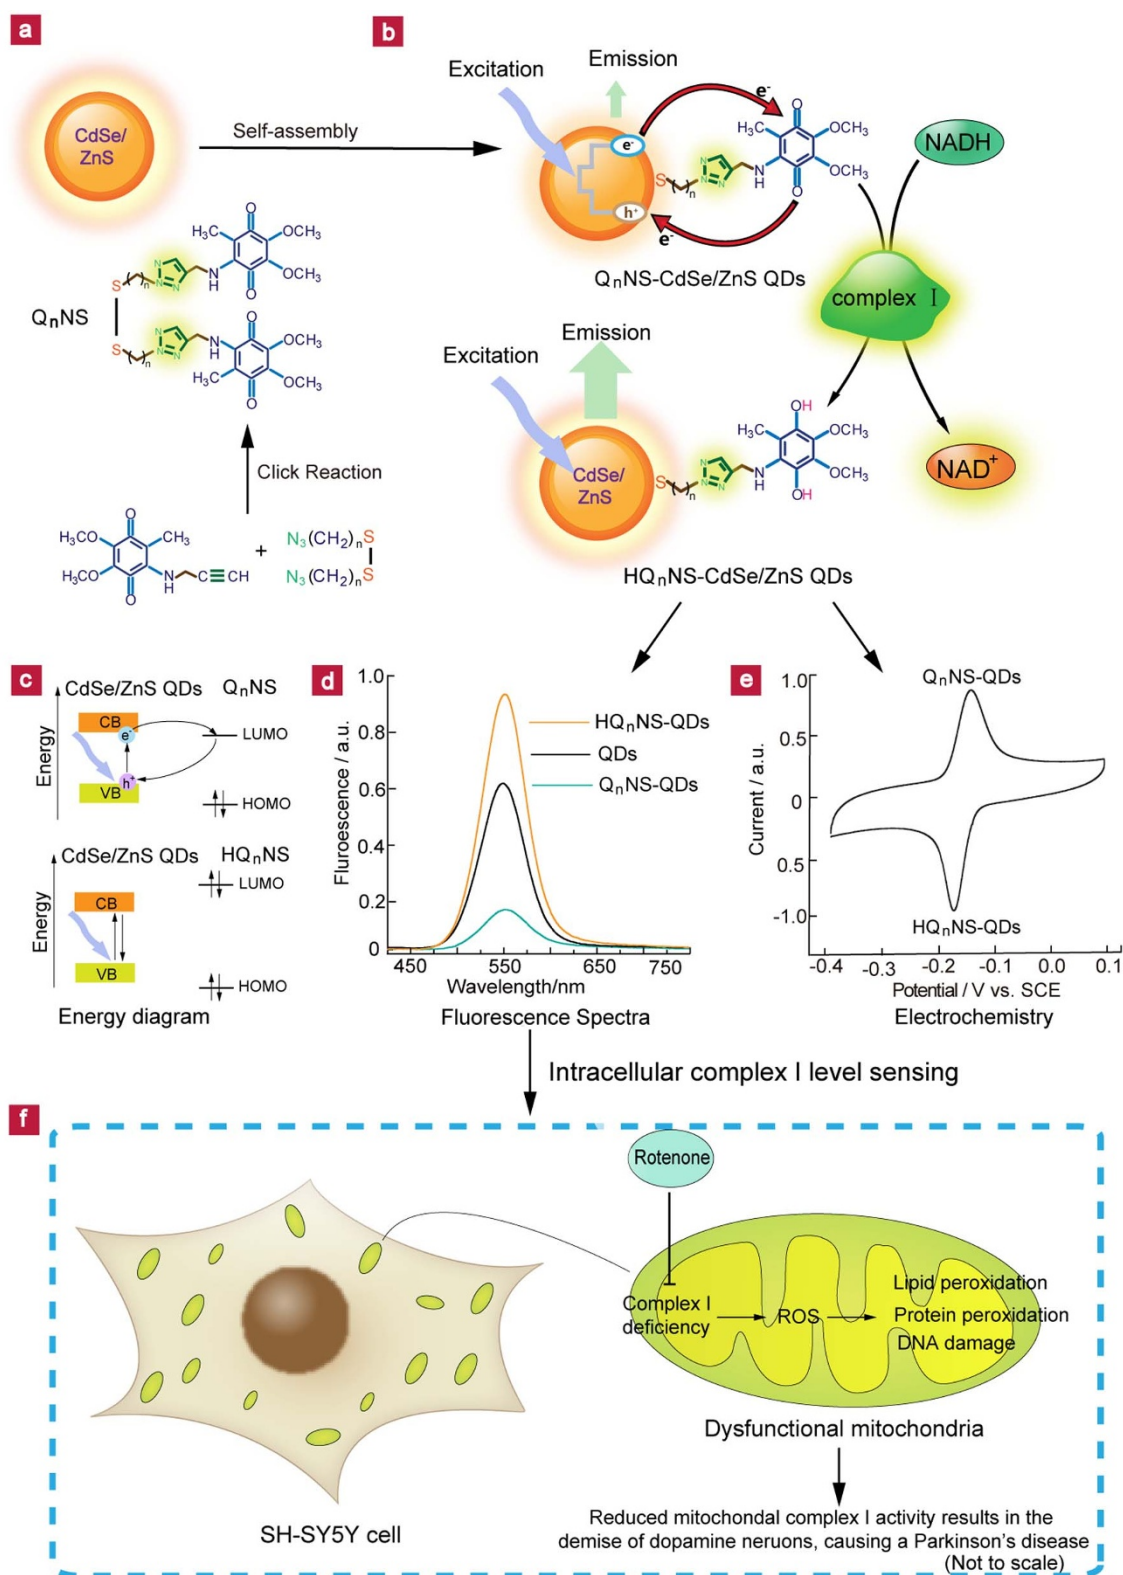 a
CdSe/
ZnS
Self-assembly
QnNS
S
( )n
N
N
N
N
H
O
H3C
OCH3
OCH3
O
S
( )n
N
N
N
N
H
O
OCH3
H3C
OCH3
O
Click Reaction
O
H3CO
CH3
H3CO
N
H
C≡CH
O
+
N3(CH2)n S
N3(CH2)n S
b
Excitation
Emission
e-
h+
e-
e-
S
( )n
N
N
N
N
H
O
H3C
OCH3
OCH3
O
QnNS-CdSe/ZnS QDs
NADH
complex I
NAD+
Excitation
Emission
CdSe/
ZnS
S
( )n
N
N
N
N
H
OH
H3C
OCH3
OCH3
OH
HQnNS-CdSe/ZnS QDs
c
CdSe/ZnS QDs QnNS
Energy
CB
e-
LUMO
h+
VB
HOMO
CdSe/ZnS QDs HQnNS
Energy
LUMO
CB
VB
HOMO
Energy diagram
d
Fluroescence / a.u.
1.0
0.8
0.6
0.4
0.2
0
HQnNS-QDs
QDs
QnNS-QDs
450 550 650 750
Wavelength/nm
Fluorescence Spectra
e
Current / a.u.
1.0
0.5
0
0.5
-1.0
QnNS-QDs
HQnNS-QDs
-0.4 -0.3 -0.2 -0.1 0.0 0.1
Potential / V vs. SCE
Electrochemistry
Intracellular complex I level sensing
f
Rotenone
Complex I
deficiency
ROS
Lipid peroxidation
Protein peroxidation
DNA damage
Dysfunctional mitochondria
SH-SY5Y cell
Reduced mitochondal complex I activity results in the
demise of dopamine neruons, causing a Parkinson's disease
(Not to scale)